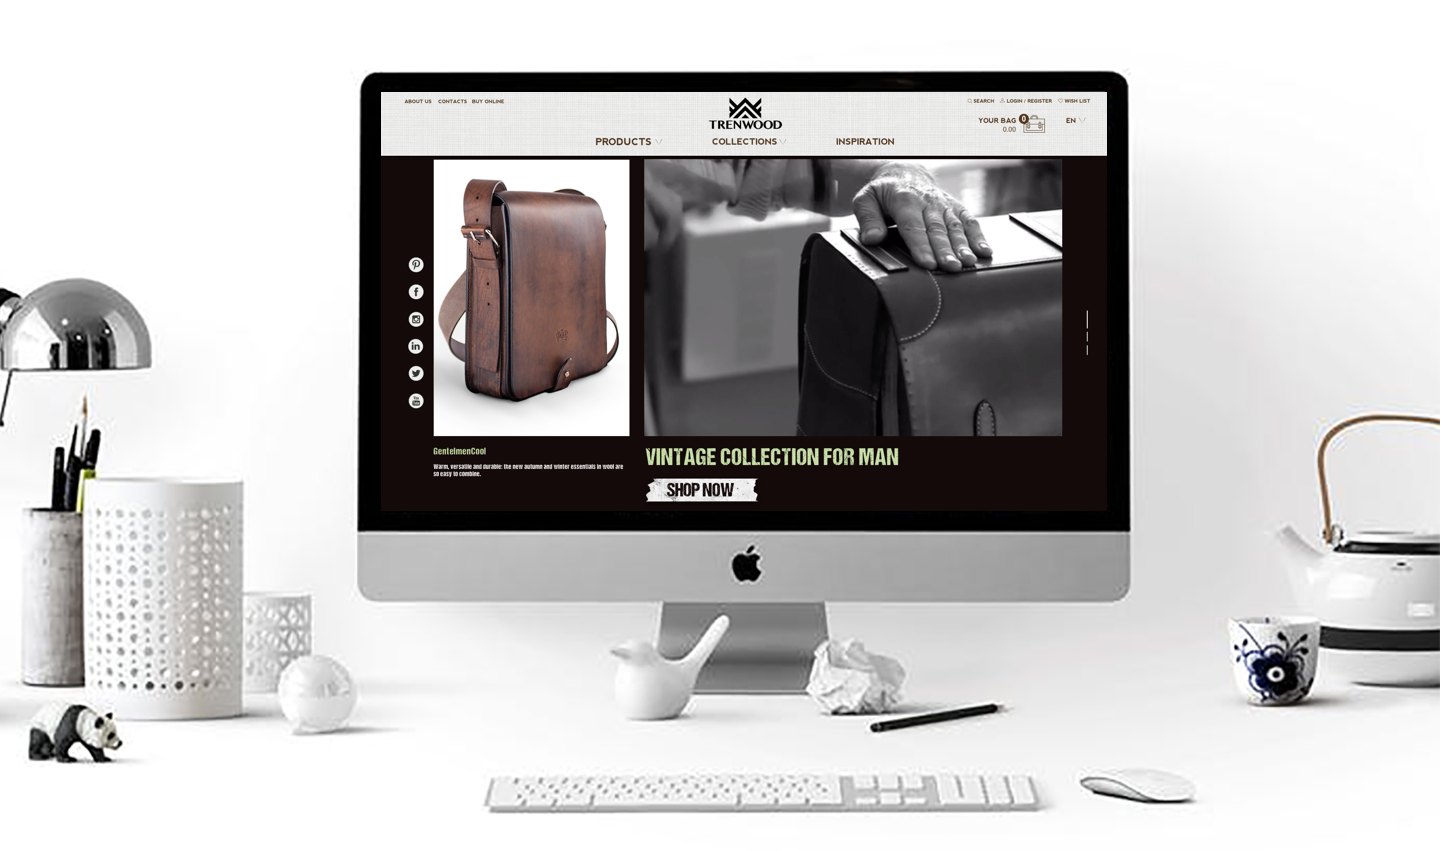 ABOUT US CONTACTS BUY ONLINE
SEARCH LOGIN / REGISTER WISH LIST
TRENWOOD
YOUR BAG 0
0.00
EN
PRODUCTS COLLECTIONS INSPIRATION
GentelmenCool
Warm, versatile and durable: the new autumn and winter essentials in wool are
so easy to combine.
VINTAGE COLLECTION FOR MAN
SHOP NOW